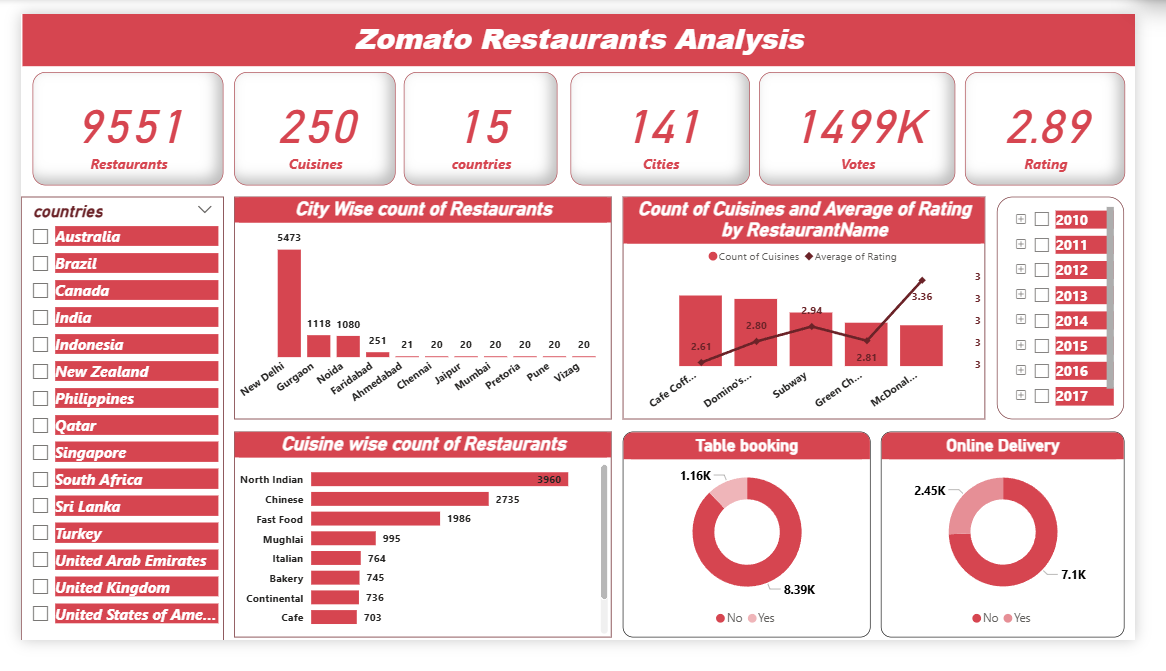 Zomato Restaurants Analysis
9551
Restaurants
250
Cuisines
15
countries
141
Cities
1499K
Votes
2.89
Rating
countries
Australia
Brazil
Canada
India
Indonesia
New Zealand
Philippines
Qatar
Singapore
South Africa
Sri Lanka
Turkey
United Arab Emirates
United Kingdom
United States of Ame...
City Wise count of Restaurants
5473
1118
1080
251
21
20
20
20
20
20
20
New Delhi
Gurgaon
Noida
Faridabad
Ahmedabad
Chennai
Jaipur
Mumbai
Pretoria
Pune
Vizag
Count of Cuisines and Average of Rating
by RestaurantName
Count of Cuisines
Average of Rating
2.61
2.80
2.94
2.81
3.36
3
3
3
3
3
Cafe Coff...
Domino's...
Subway
Green Ch...
McDonal...
2010
2011
2012
2013
2014
2015
2016
2017
Cuisine wise count of Restaurants
North Indian 3960
Chinese 2735
Fast Food 1986
Mughlai 995
Italian 764
Bakery 745
Continental 736
Cafe 703
Table booking
1.16K
8.39K
No Yes
Online Delivery
2.45K
7.1K
No Yes